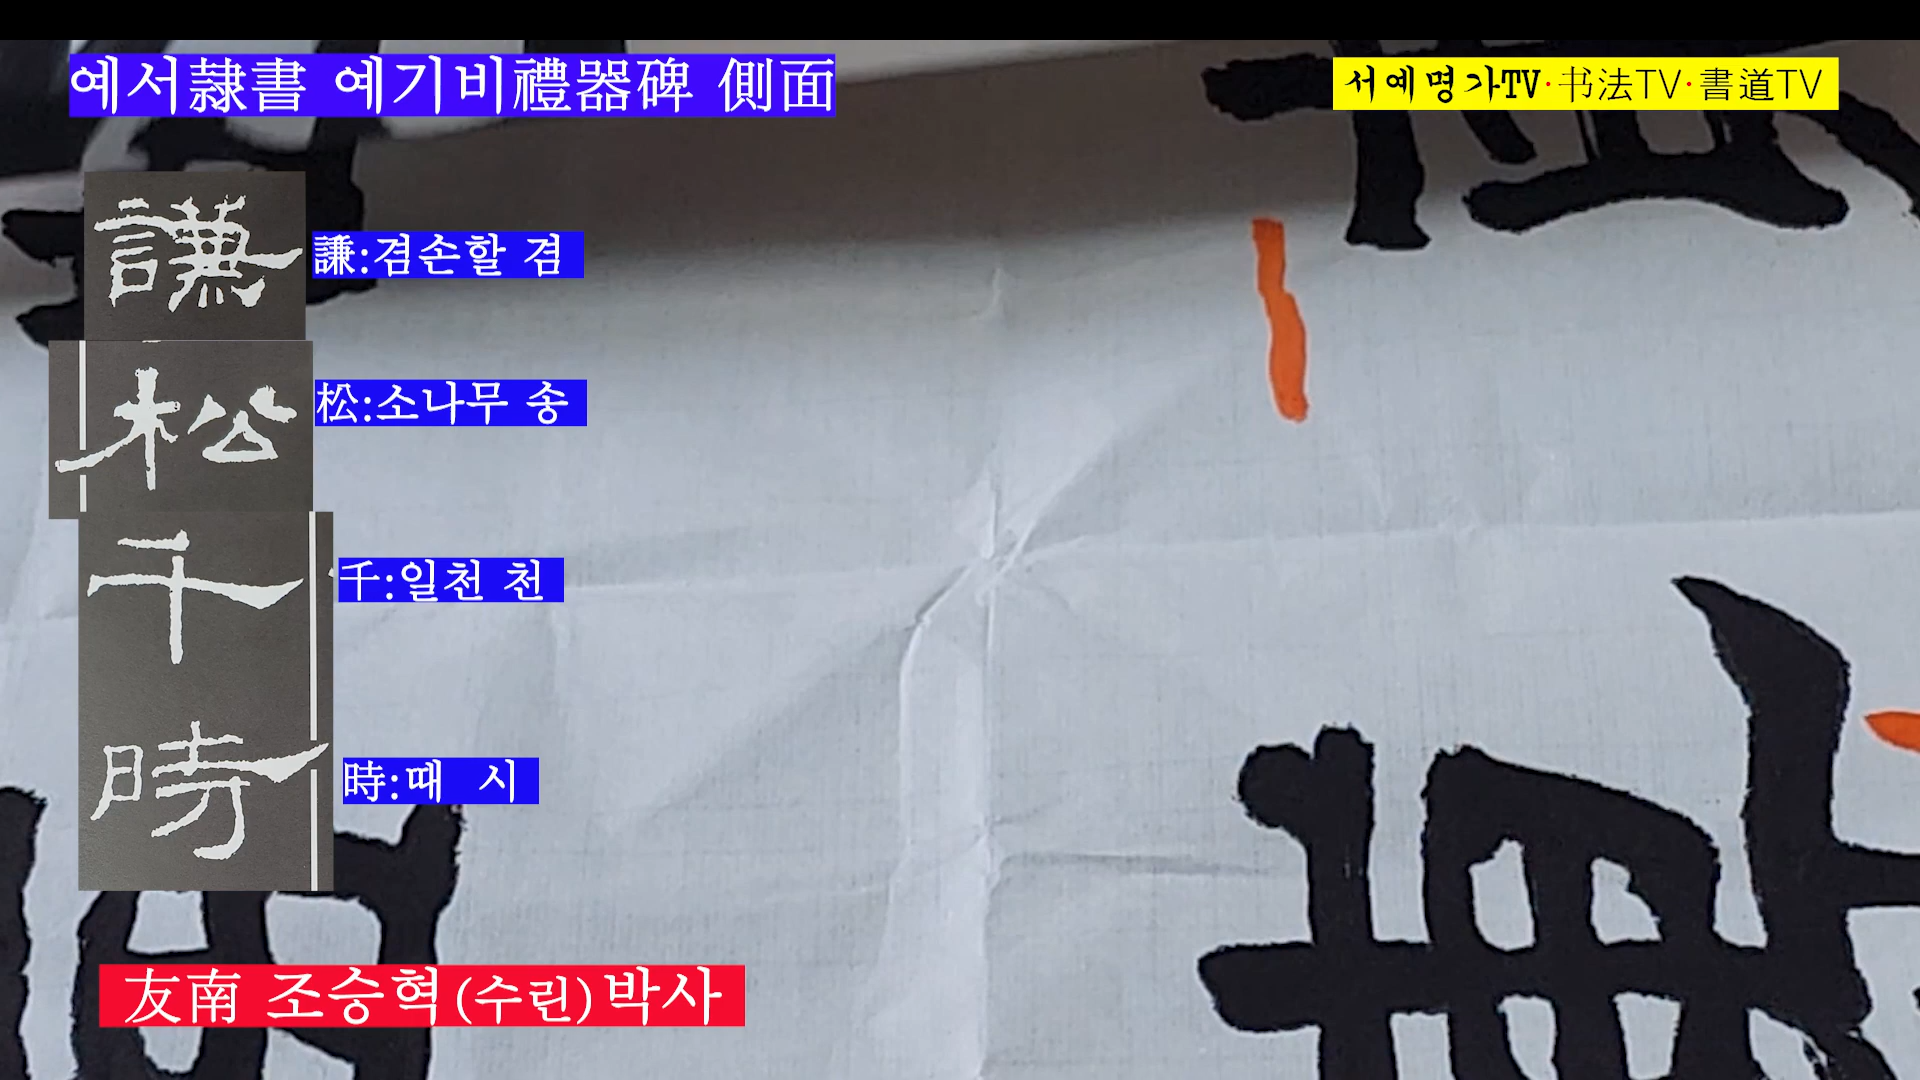 예서隸書 예기비禮器碑 側面
서예명가TV·书法TV·書道TV
謙
謙:겸손할 겸
松
松:소나무 송
千
千:일천 천
時
時:때 시
友南 조승혁(수린)박사